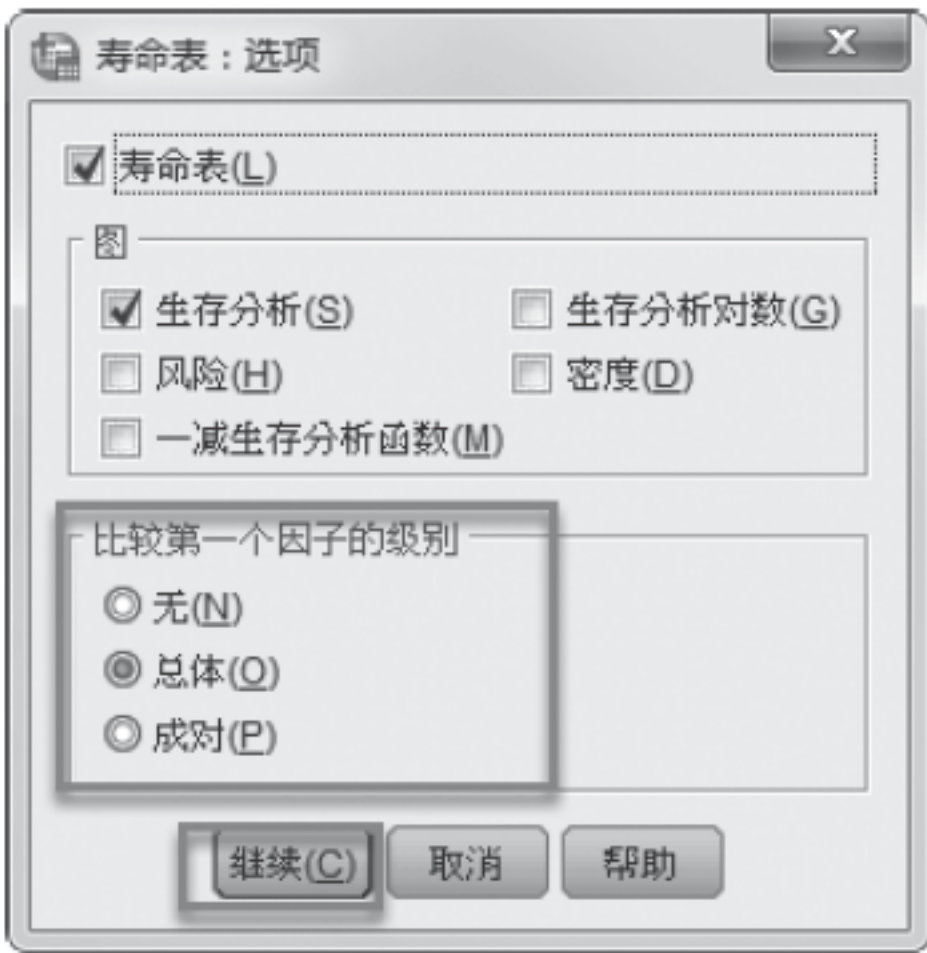 寿命表：选项
寿命表(L)
图
生存分析(S) 生存分析对数(G)
风险(H) 密度(D)
一减生存分析函数(M)
比较第一个因子的级别
无(N)
总体(O)
成对(P)
继续(C) 取消 帮助